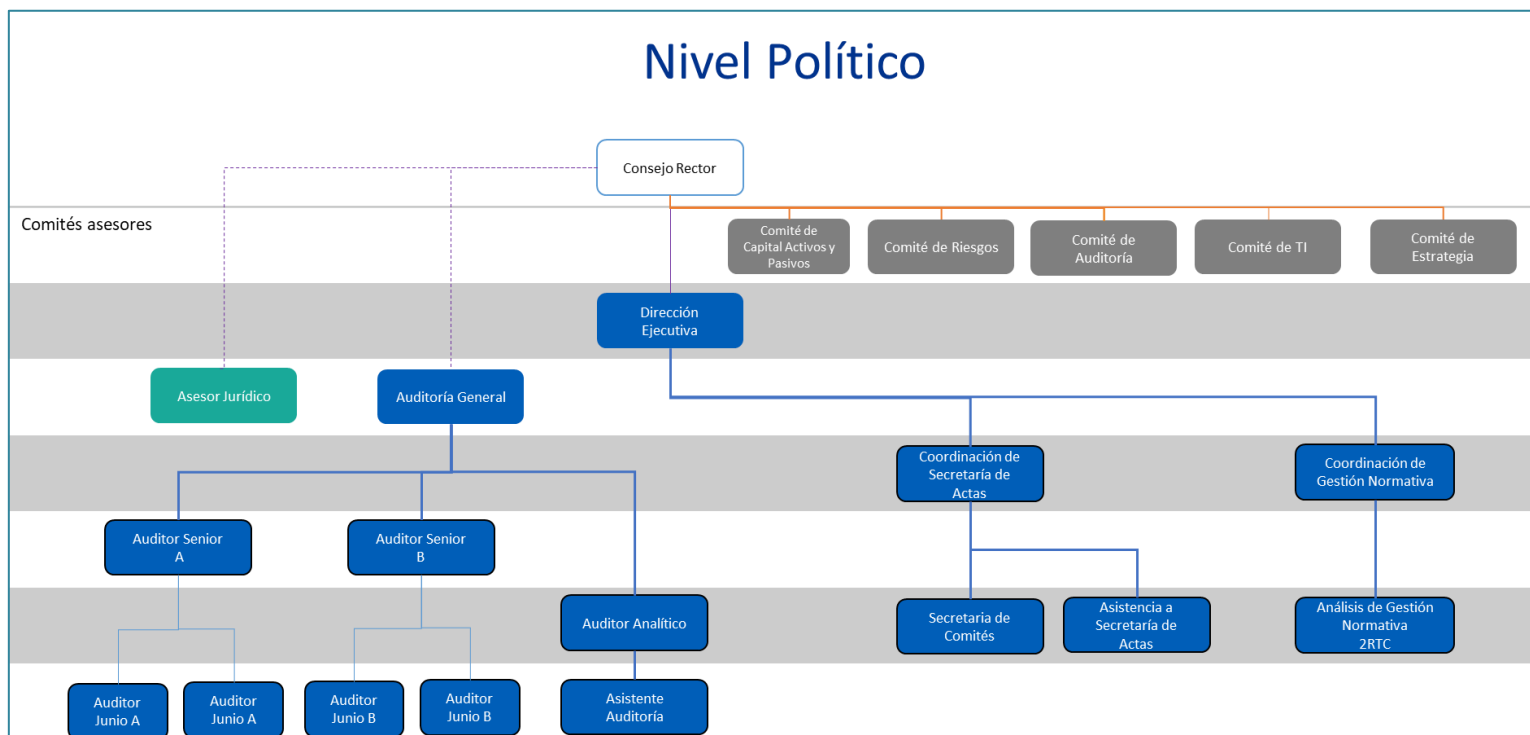 Nivel Político
Consejo Rector
Comités asesores
Comité de
Capital Activos y
Pasivos
Comité de Riesgos
Comité de
Auditoría
Comité de TI
Comité de
Estrategia
Dirección
Ejecutiva
Asesor Jurídico
Auditoría General
Coordinación de
Secretaría de
Actas
Coordinación de
Gestión Normativa
Auditor Senior
A
Auditor Senior
B
Auditor Analítico
Secretaria de
Comités
Asistencia a
Secretaría de
Actas
Análisis de Gestión
Normativa
2RTC
Auditor
Junio A
Auditor
Junio A
Auditor
Junio B
Auditor
Junio B
Asistente
Auditoría